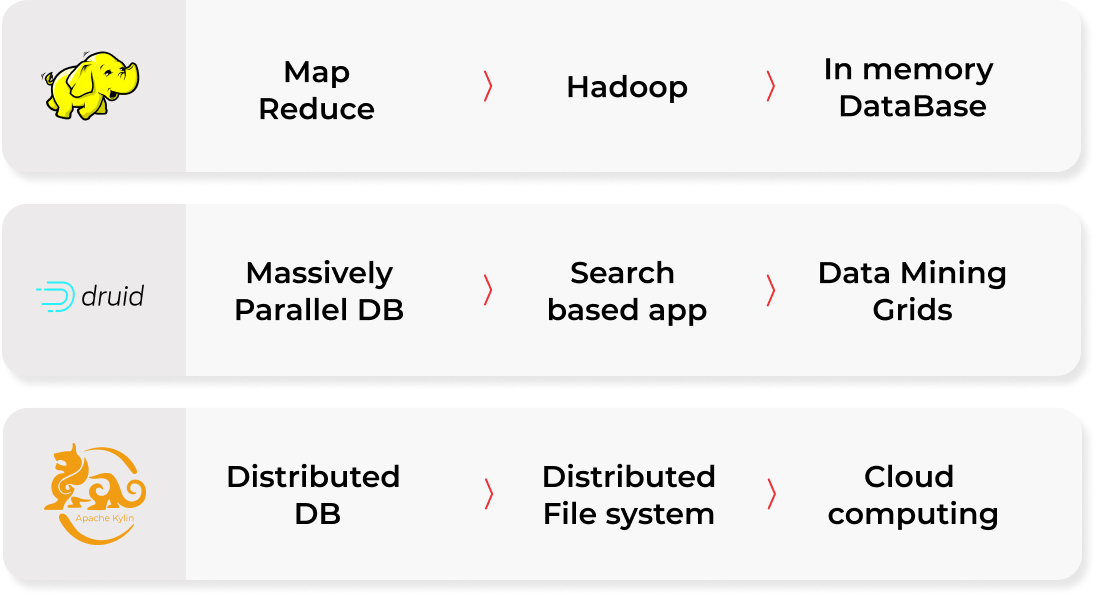 Map
Reduce
Hadoop
In memory
DataBase
druid
Massively
Parallel DB
Search
based app
Data Mining
Grids
Apache Kylin
Distributed
DB
Distributed
File system
Cloud
computing